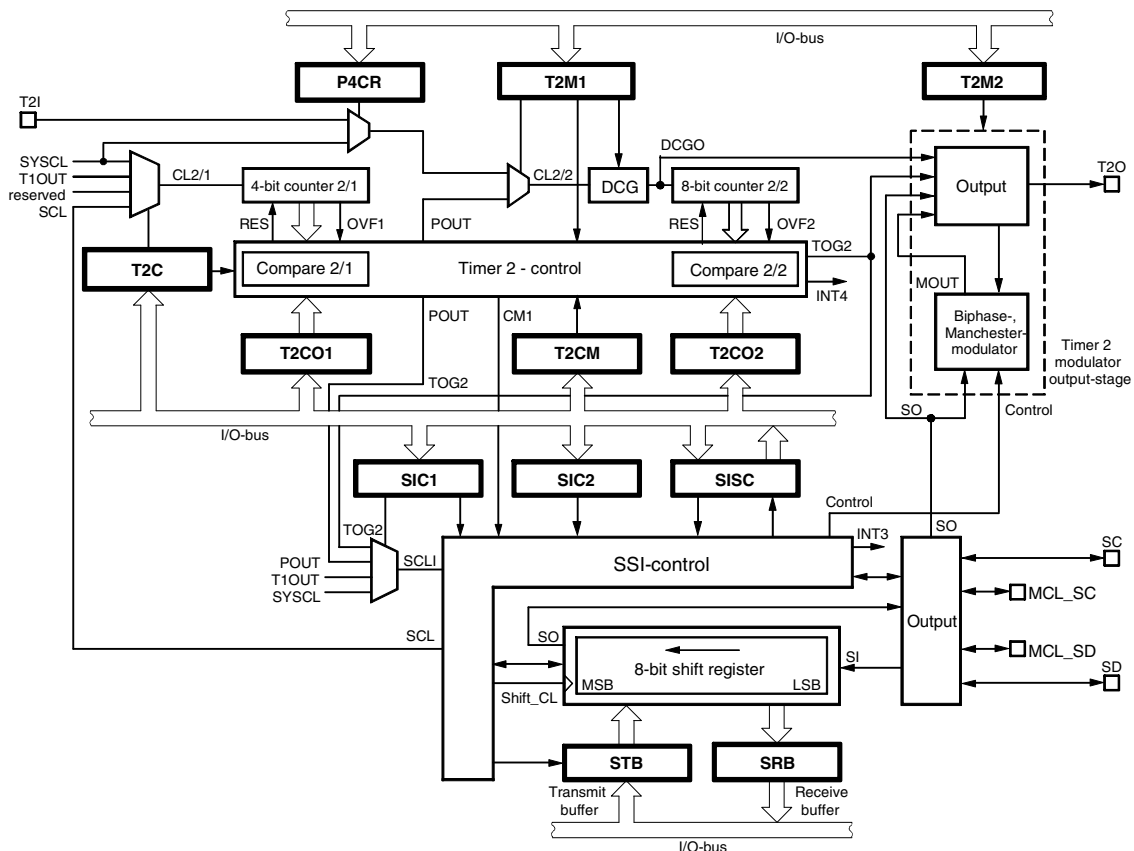 I/O-bus
P4CR
T2M1
T2M2
T2I
SYSCL
T1OUT
reserved
SCL
CL2/1
4-bit counter 2/1
CL2/2
DCG
DCGO
8-bit counter 2/2
Output
T2O
RES
OVF1
POUT
RES
OVF2
TOG2
T2C
Compare 2/1
Timer 2 - control
Compare 2/2
INT4
MOUT
Biphase-,
Manchester-
modulator
Timer 2
modulator
output-stage
POUT
CM1
T2CO1
T2CM
T2CO2
TOG2
I/O-bus
SO
Control
SIC1
SIC2
SISC
TOG2
POUT
T1OUT
SYSCL
SCLI
SSI-control
Control
INT3
SO
SC
MCL_SC
Output
MCL_SD
SD
SCL
SO
8-bit shift register
MSB
LSB
SI
Shift_CL
STB
SRB
Transmit
buffer
Receive
buffer
I/O-bus